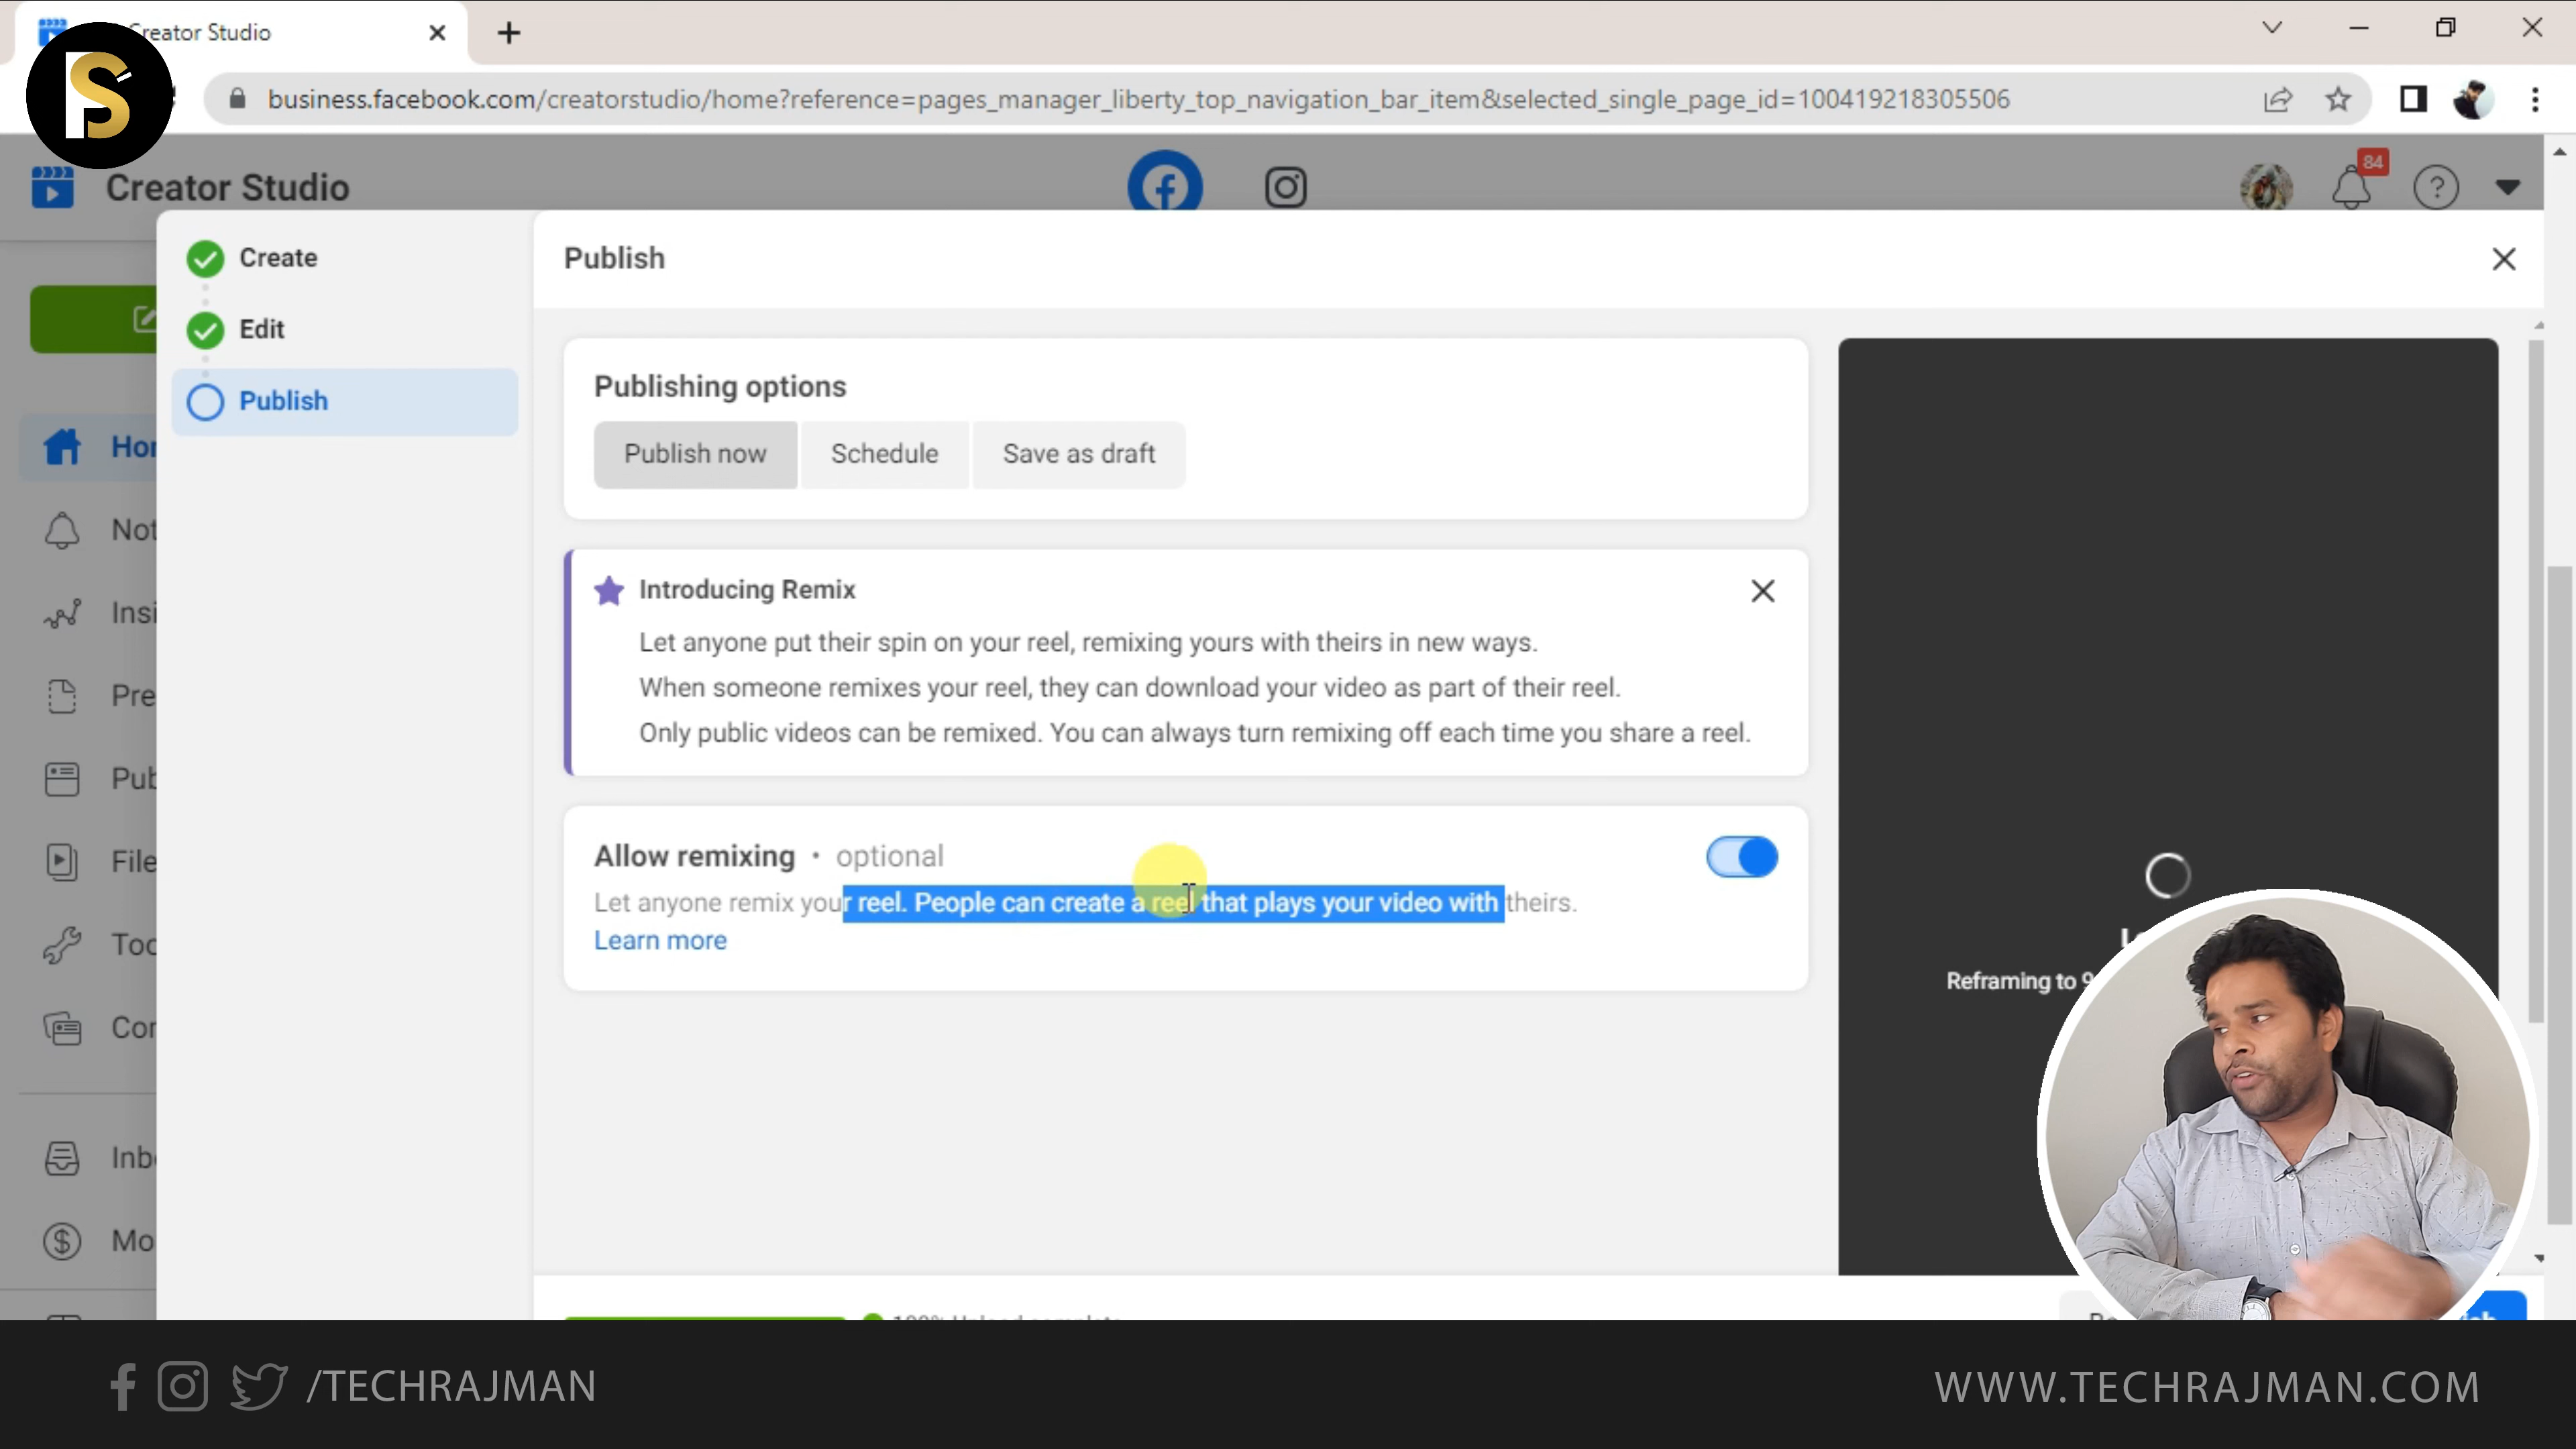 Creator Studio
business.facebook.com/creatorstudio/home?reference=pages_manager_liberty_top_navigation_bar_item&selected_single_page_id=100419218305506
PS
Creator Studio
84
Create
Publish
Edit
Publish
Publishing options
Publish now
Schedule
Save as draft
Introducing Remix
Let anyone put their spin on your reel, remixing yours with theirs in new ways.
When someone remixes your reel, they can download your video as part of their reel.
Only public videos can be remixed. You can always turn remixing off each time you share a reel.
Allow remixing • optional
Let anyone remix your reel. People can create a reel that plays your video with theirs.
Learn more
Reframing to 9
100% Upload complete
/TECHRAJMAN
WWW.TECHRAJMAN.COM